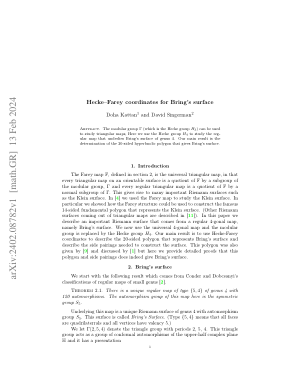 arXiv:2402.08782v1 [math.GR] 13 Feb 2024
Hecke–Farey coordinates for Bring's surface
Doha Kattan¹ and David Singerman²
Abstract. The modular group Γ (which is the Hecke group H₃) can be used
to study triangular maps. Here we use the Hecke group H₄ to study the reg-
ular map that underlies Bring's surface of genus 4. Our main result is the
determination of the 20-sided hyperbolic polygon that gives Bring's surface.
1. Introduction
The Farey map F, defined in section 2, is the universal triangular map, in that
every triangular map on an orientable surface is a quotient of F by a subgroup of
the modular group, Γ and every regular triangular map is a quotient of F by a
normal subgroup of Γ. This gives rise to many important Riemann surfaces such
as the Klein surface. In we used the Farey map to study the Klein surface. In
particular we showed how the Farey structure could be used to construct the famous
14-sided fundamental polygon that represents the Klein surface. (Other Riemann
surfaces coming out of triangular maps are described in .) In this paper we
describe an important Riemann surface that comes from a regular 4-gonal map,
namely Bring's surface. We now use the universal 4-gonal map and the modular
group is replaced by the Hecke group H₄. Our main result is to use Hecke-Farey
coordinates to describe the 20-sided polygon that represents Bring's surface and
describe the side pairings needed to construct the surface. This polygon was also
given by and discussed by but here we provide detailed proofs that this
polygon and side pairings does indeed give Bring's surface.
2. Bring's surface
We start with the following result which comes from Conder and Dobcsányi's
classification of regular maps of small genus .
Theorem 2.1. There is a unique regular map of type {5, 4} of genus 4 with
automorphisms. The automorphism group of this map here is the symmetric
group S₅.
Underlying this map is a unique Riemann surface of genus 4 with automorphism
group S₅. This surface is called Bring's Surface. (Type {5, 4} means that all faces
are quadrilaterals and all vertices have valency 5.)
We let Γ(2, 5, 4) denote the triangle group with periods 2, 5, 4. This triangle
group acts as a group of conformal automorphisms of the upper-half complex plane
H and it has a presentation